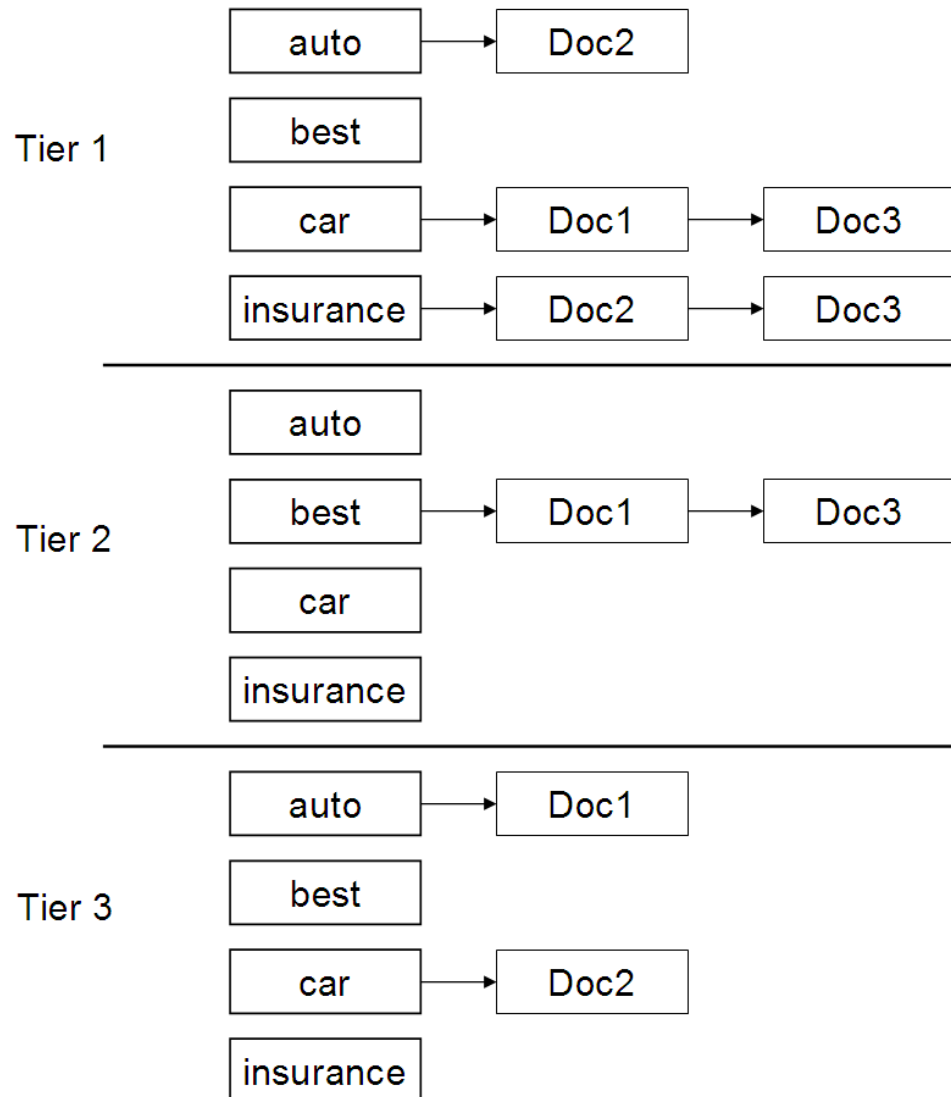 auto Doc2
Tier 1
best
car Doc1 Doc3
insurance Doc2 Doc3
auto
Tier 2
best Doc1 Doc3
car
insurance
auto Doc1
Tier 3
best
car Doc2
insurance